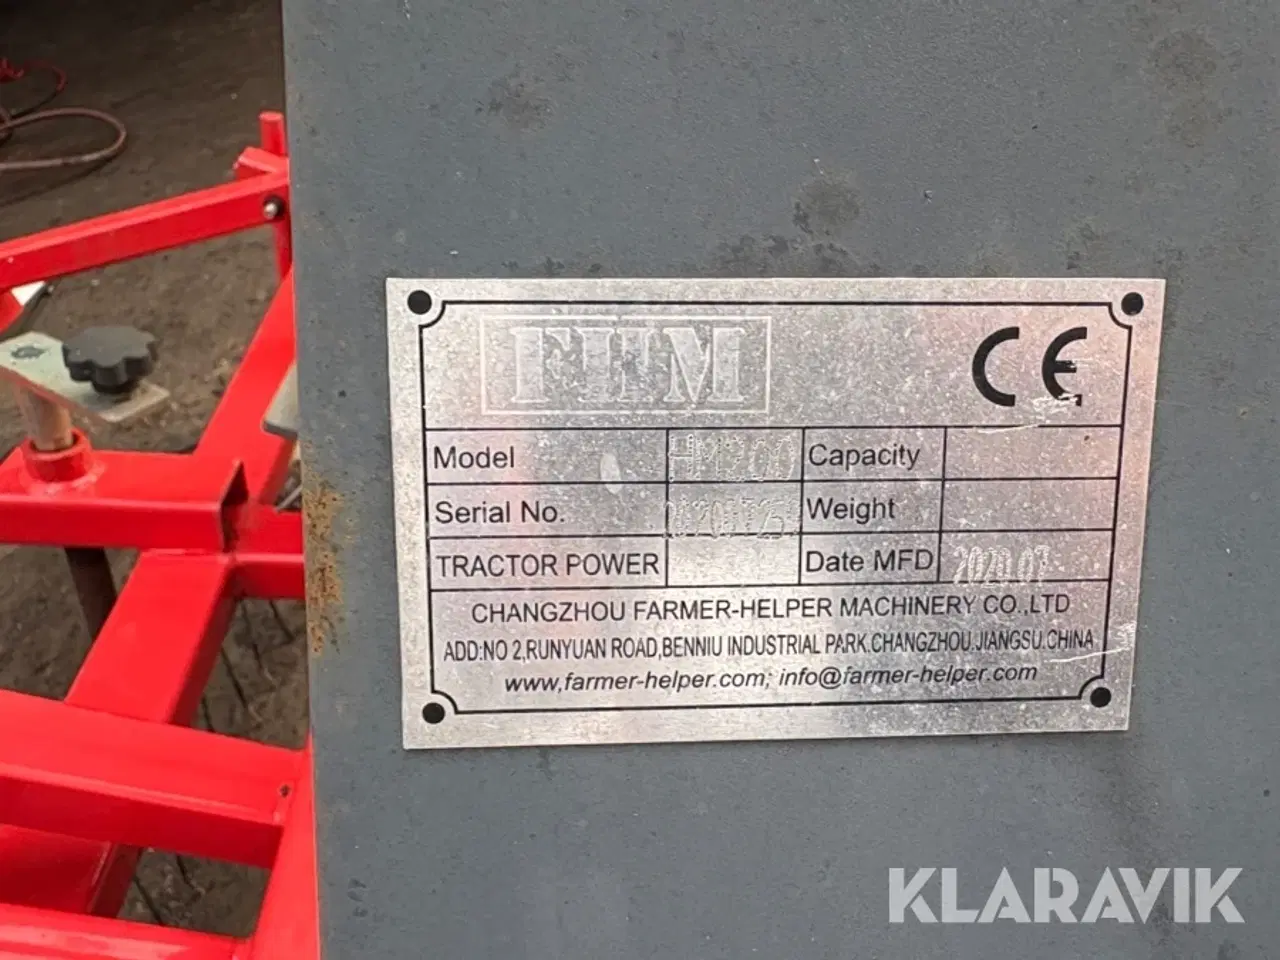 FHM CE
Model HM200 Capacity
Serial No. Weight
TRACTOR POWER Date MFD 2020.07
CHANGZHOU FARMER-HELPER MACHINERY CO.,LTD
ADD:NO 2,RUNYUAN ROAD,BENNIU INDUSTRIAL PARK.CHANGZHOU.JIANGSU.CHINA
www.farmer-helper.com; info@farmer-helper.com
KLARAVIK